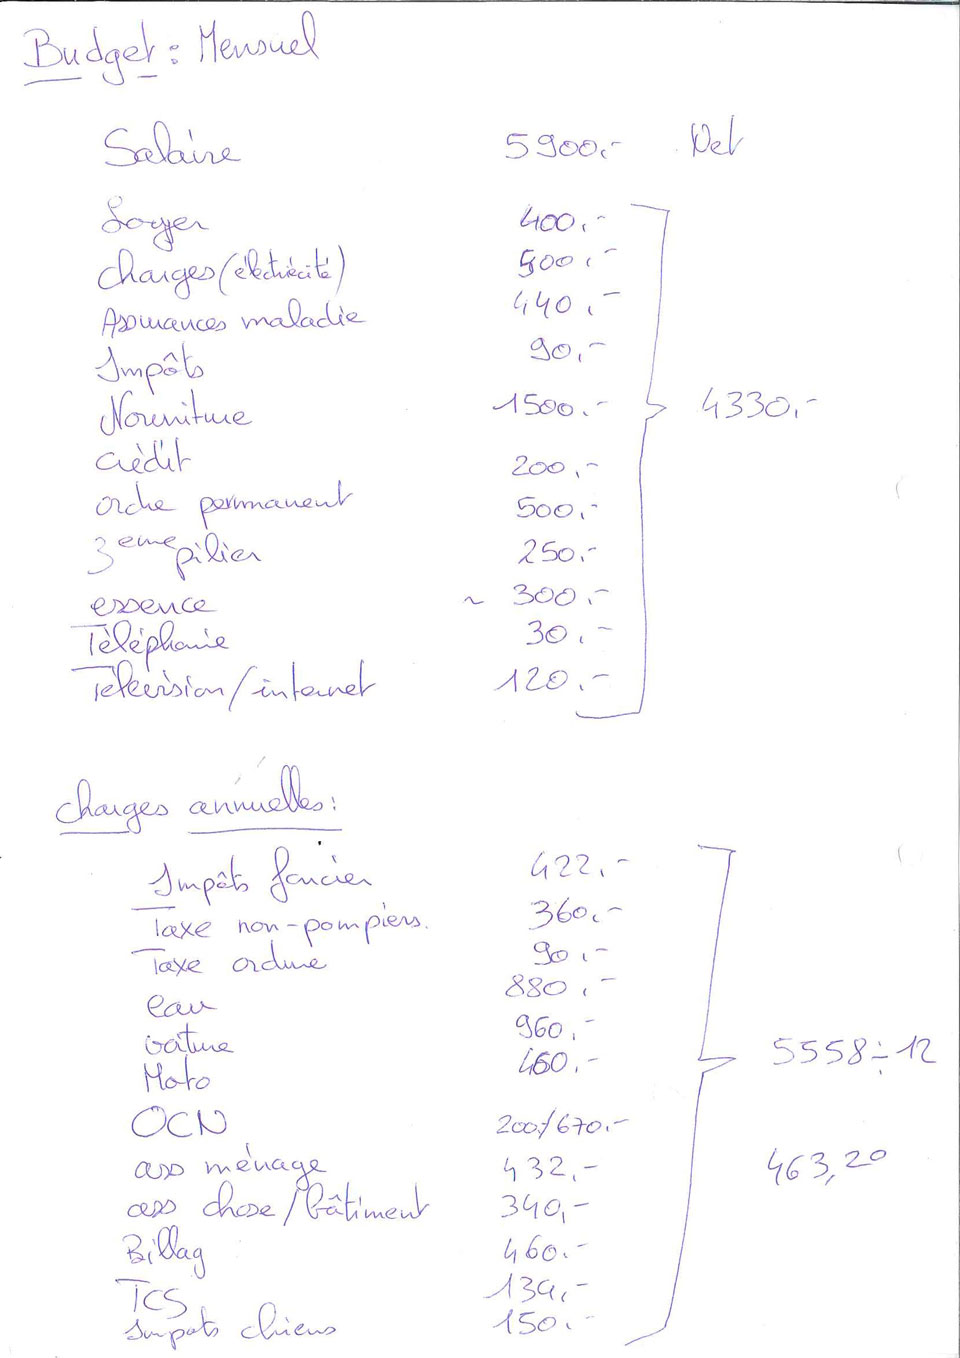 Budget : Mensuel
Salaire 5900.- Net
Loyer 400.-
Charges (électricité) 500.-
Assurances maladie 440.-
Impôts 90.-
Nourriture 1500.- 4330.-
Crédit 200.-
ordre permanent 500.-
3eme pilier 250.-
essence ~ 300.-
Téléphonie 30.-
Télévision/internet 120.-
Charges annuelles :
Impôts foncier 422.-
Taxe non-pompiers. 360.-
Taxe ordure 90.-
eau 880.-
voiture 960.-
Moto 460.- 5558 ÷ 12
OCN 200/670.-
ass ménage 432.- 463,20
ass chose/bâtiment 340.-
Billag 460.-
TCS 134.-
Impots chiens 150.-